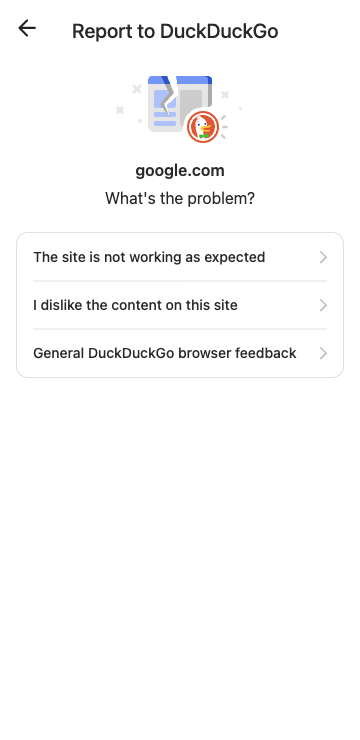 Report to DuckDuckGo
google.com
What's the problem?
The site is not working as expected
I dislike the content on this site
General DuckDuckGo browser feedback